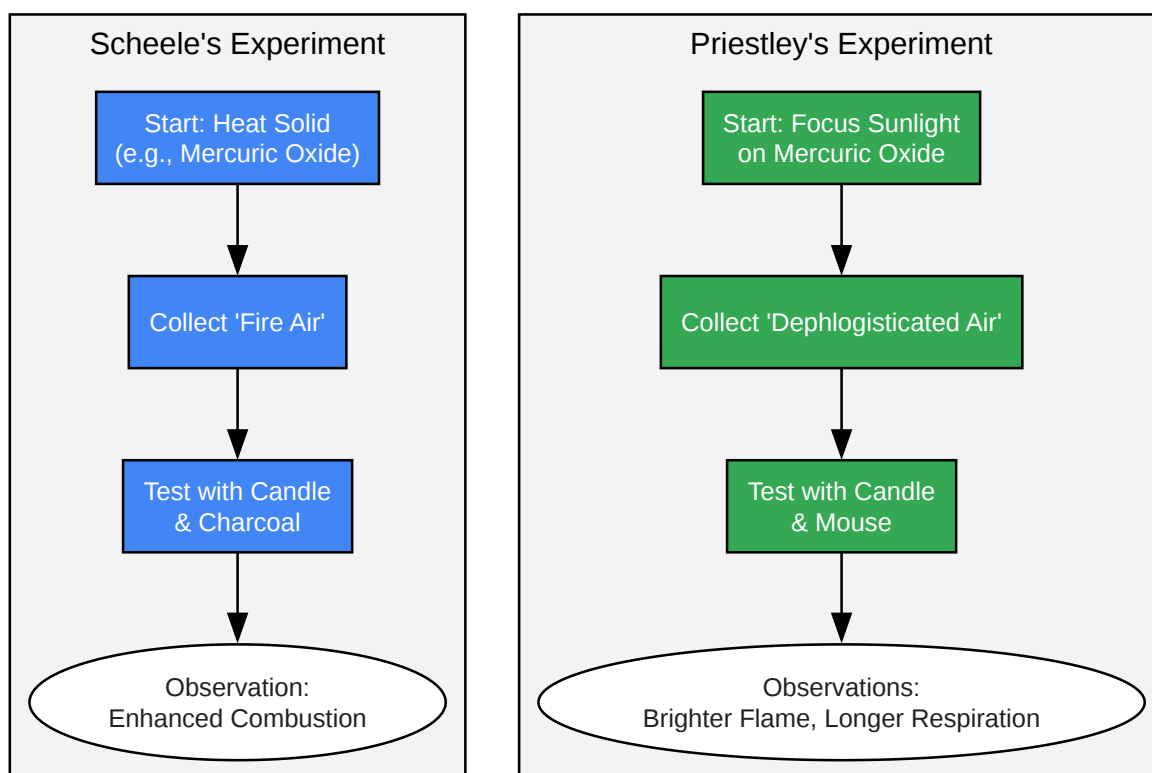 Scheele's Experiment
Start: Heat Solid
(e.g., Mercuric Oxide)
Collect 'Fire Air'
Test with Candle
& Charcoal
Observation:
Enhanced Combustion
Priestley's Experiment
Start: Focus Sunlight
on Mercuric Oxide
Collect 'Dephlogisticated Air'
Test with Candle
& Mouse
Observations:
Brighter Flame, Longer Respiration